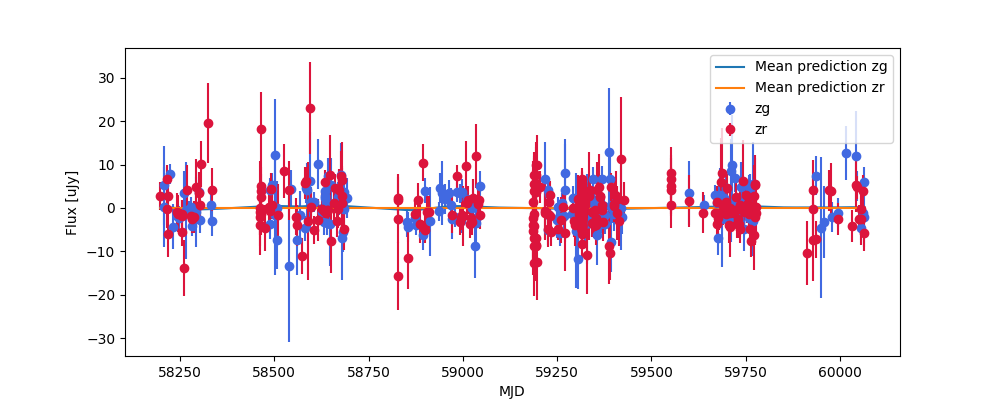 Mean prediction zg
Mean prediction zr
zg
zr
30
20
10
0
−10
−20
−30
Flux [uJy]
58250
58500
58750
59000
59250
59500
59750
60000
MJD